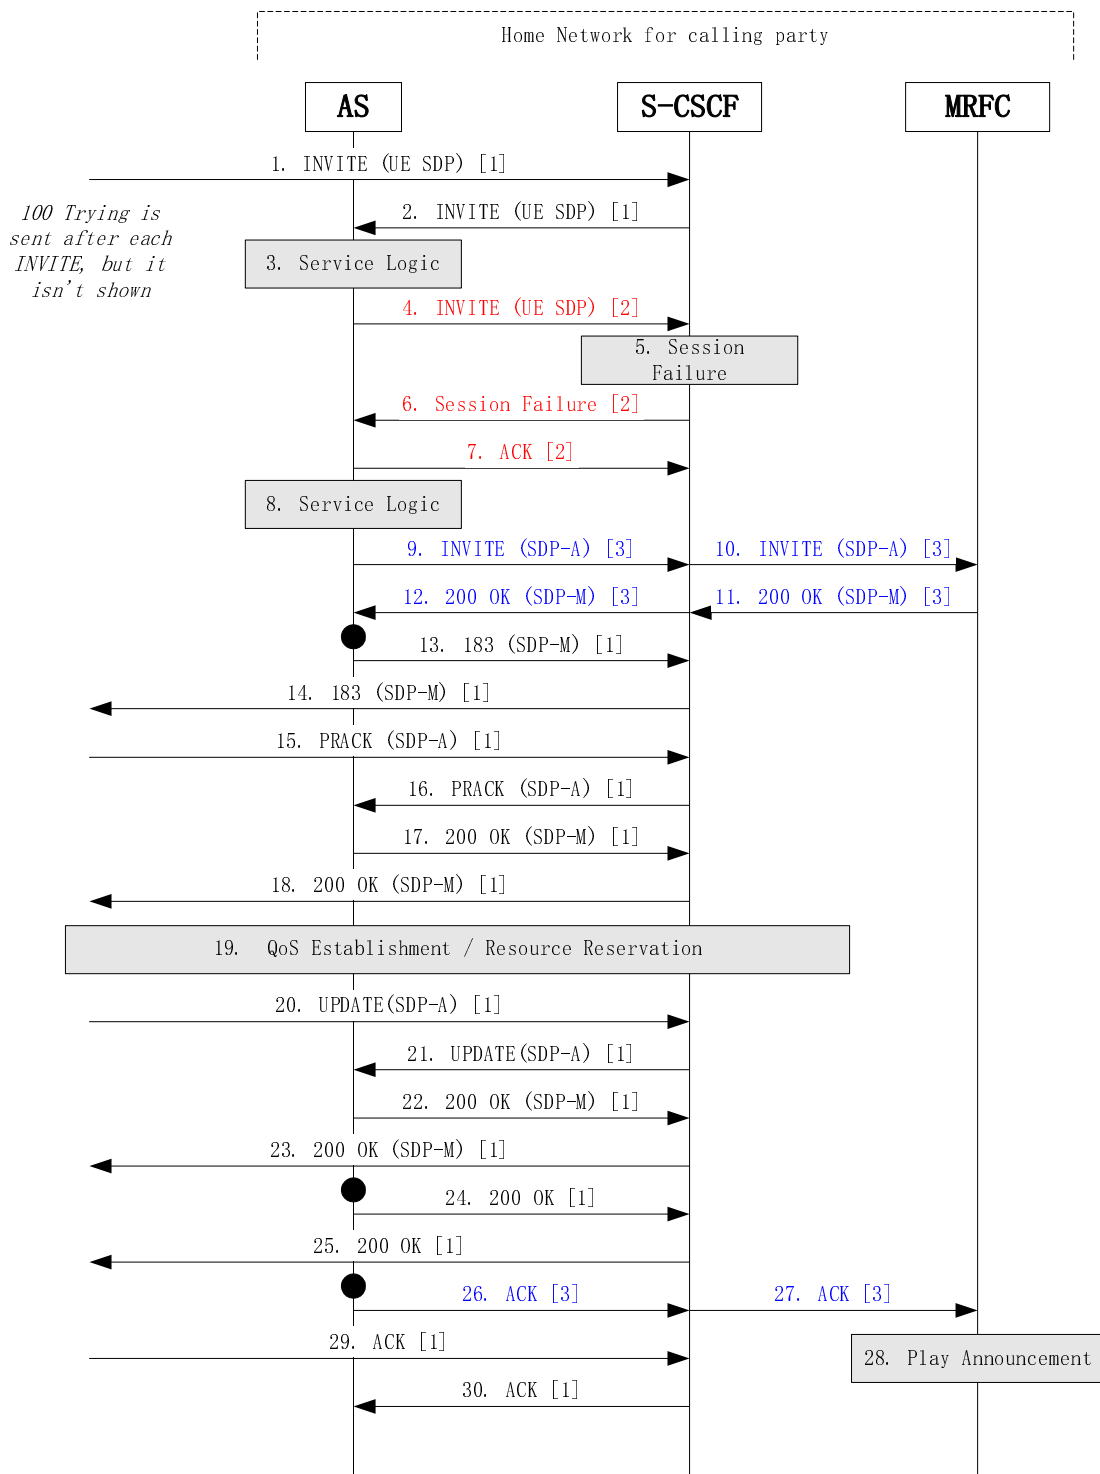 Home Network for calling party
AS
S-CSCF
MRFC
1. INVITE (UE SDP) [1]
100 Trying is
sent after each
INVITE, but it
isn't shown
2. INVITE (UE SDP) [1]
3. Service Logic
4. INVITE (UE SDP) [2]
5. Session
Failure
6. Session Failure [2]
7. ACK [2]
8. Service Logic
9. INVITE (SDP-A) [3]
10. INVITE (SDP-A) [3]
12. 200 OK (SDP-M) [3]
11. 200 OK (SDP-M) [3]
13. 183 (SDP-M) [1]
14. 183 (SDP-M) [1]
15. PRACK (SDP-A) [1]
16. PRACK (SDP-A) [1]
17. 200 OK (SDP-M) [1]
18. 200 OK (SDP-M) [1]
19. QoS Establishment / Resource Reservation
20. UPDATE(SDP-A) [1]
21. UPDATE(SDP-A) [1]
22. 200 OK (SDP-M) [1]
23. 200 OK (SDP-M) [1]
24. 200 OK [1]
25. 200 OK [1]
26. ACK [3]
27. ACK [3]
29. ACK [1]
28. Play Announcement
30. ACK [1]